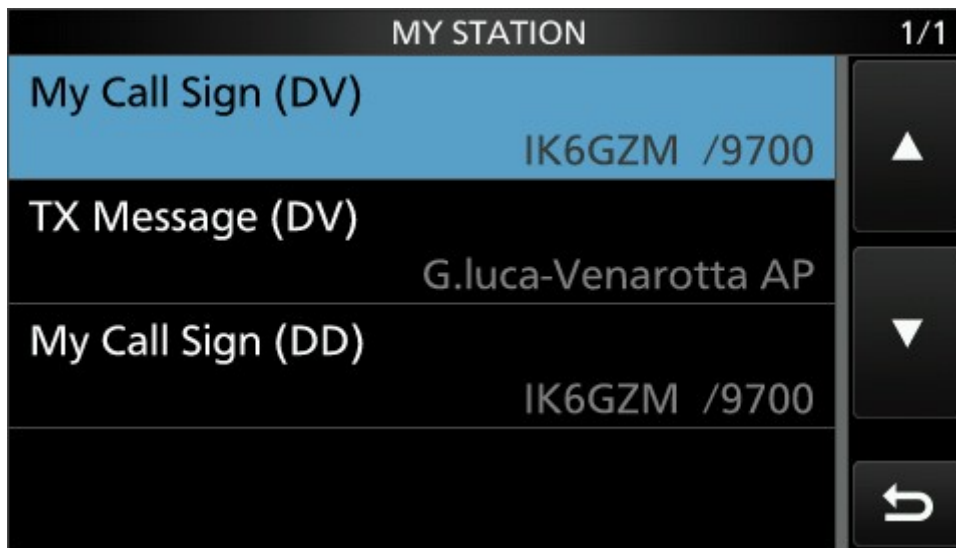 MY STATION 1/1
My Call Sign (DV)
IK6GZM /9700
TX Message (DV)
G.luca-Venarotta AP
My Call Sign (DD)
IK6GZM /9700